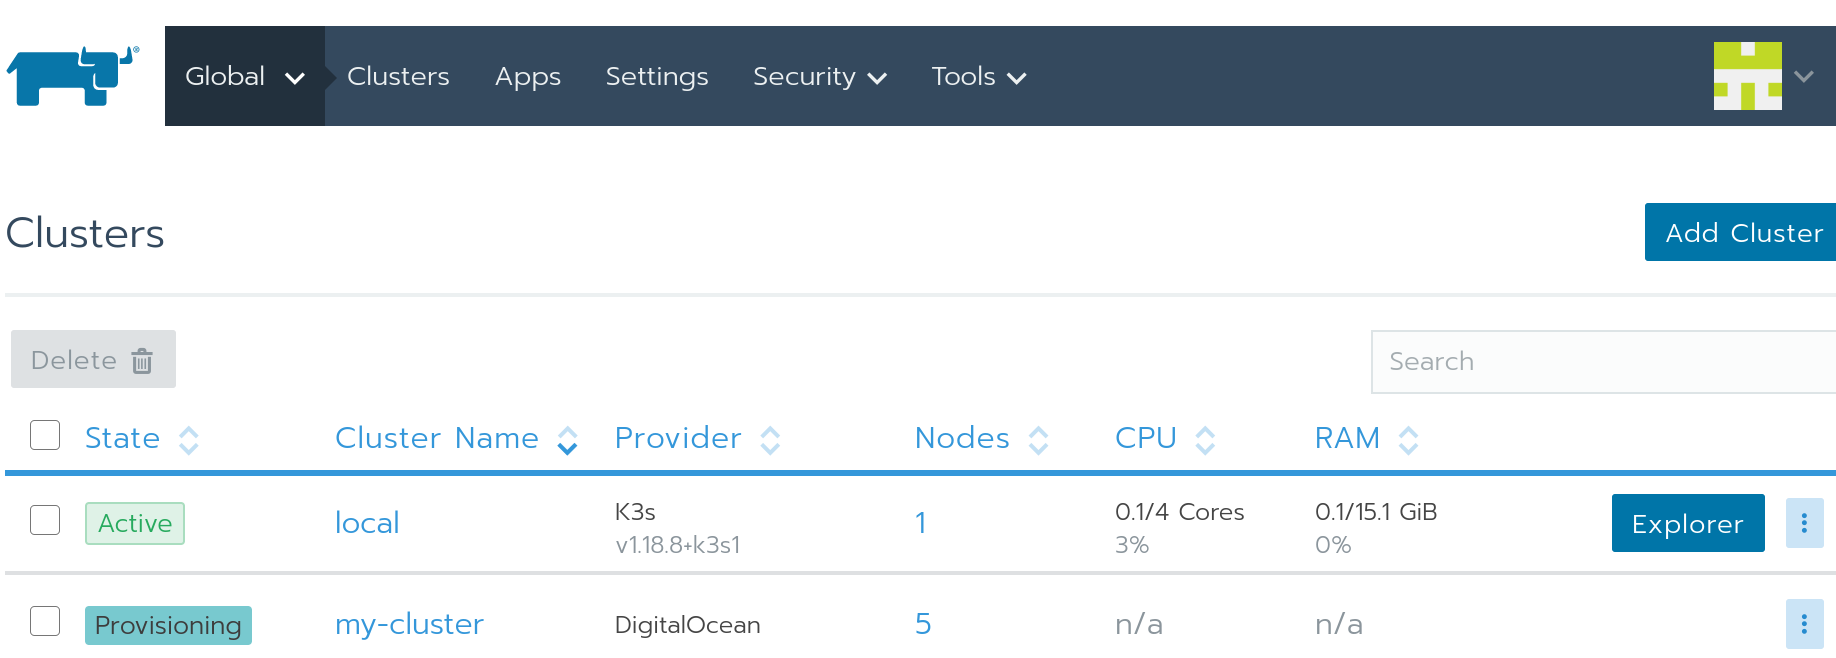 Global Clusters Apps Settings Security Tools
Clusters
Add Cluster
Delete
Search
State Cluster Name Provider Nodes CPU RAM
Active local K3s 1 0.1/4 Cores 0.1/15.1 GiB Explorer
v1.18.8+k3s1 3% 0%
Provisioning my-cluster DigitalOcean 5 n/a n/a